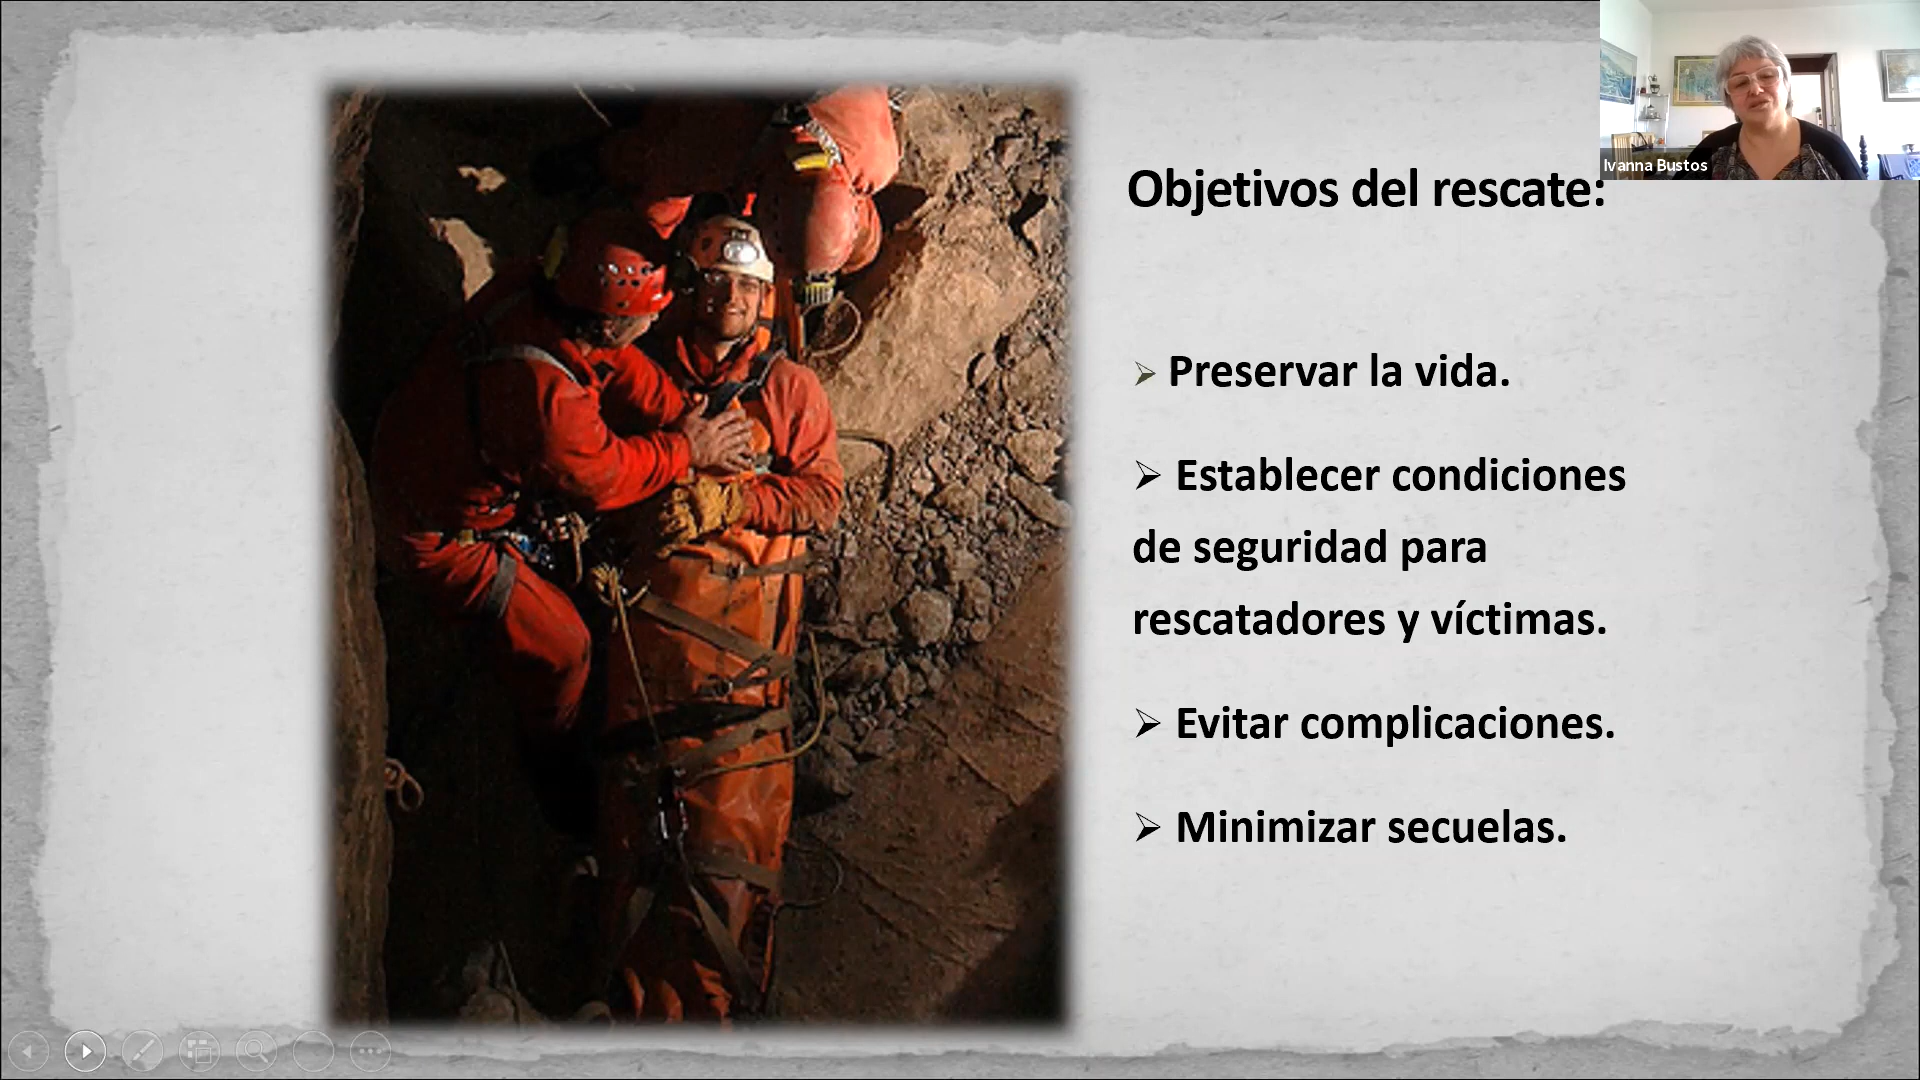 Ivanna Bustos
Objetivos del rescate:
➢ Preservar la vida.
➢ Establecer condiciones
de seguridad para
rescatadores y víctimas.
➢ Evitar complicaciones.
➢ Minimizar secuelas.